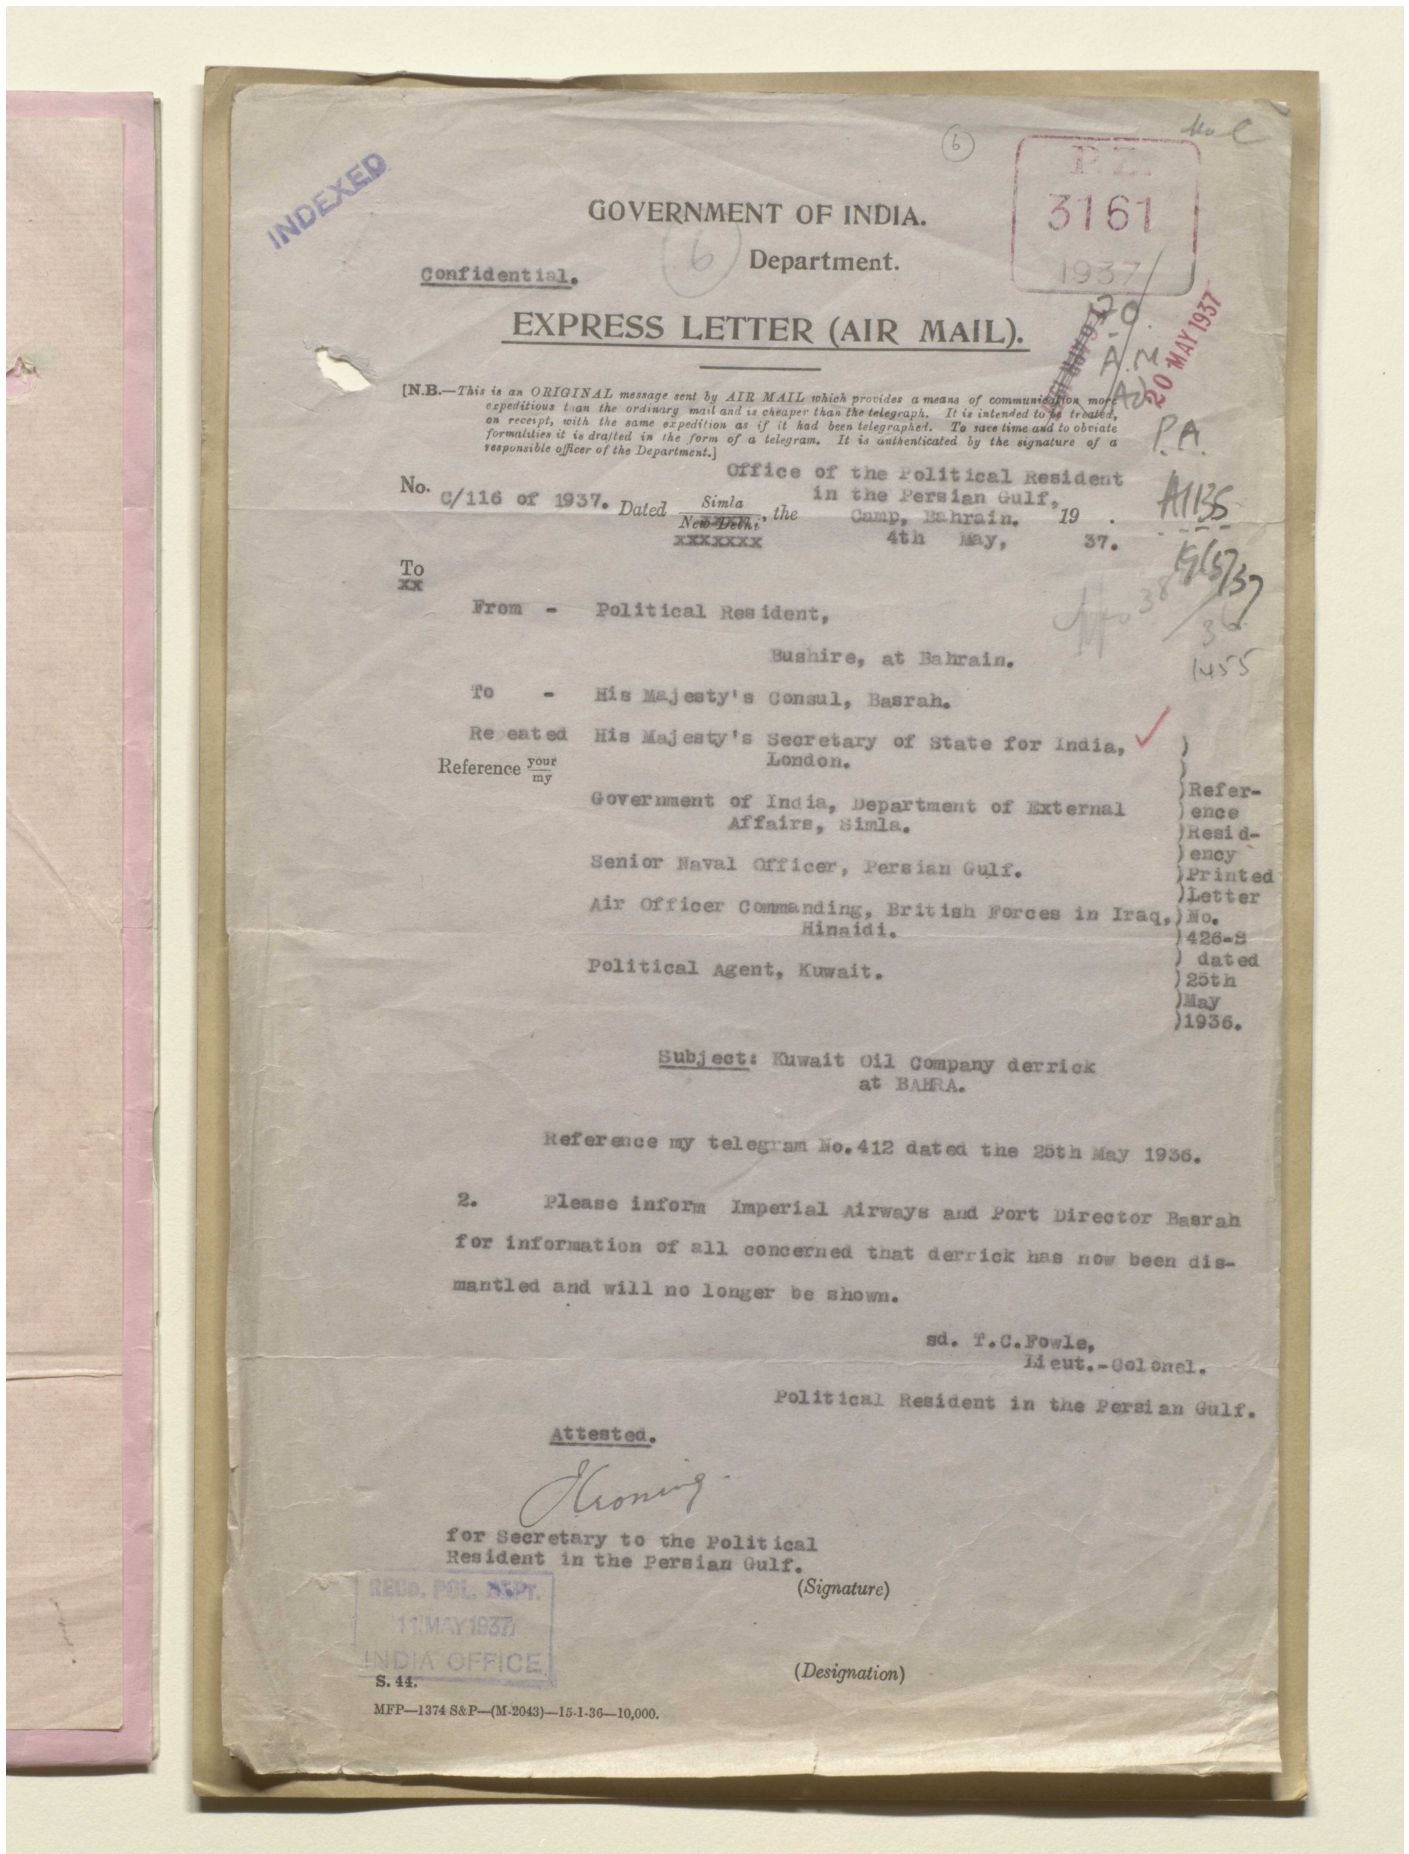 6
P.Z.
3161
1937
INDEXED
GOVERNMENT OF INDIA.
6
Department.
Confidential.
EXPRESS LETTER (AIR MAIL).
20 MAY 1937
A.M.
P.A.
[N.B.—This is an ORIGINAL message sent by AIR MAIL which provides a means of communication more
expeditious than the ordinary mail and is cheaper than the telegraph. It is intended to be treated,
on receipt, with the same expedition as if it had been telegraphed. To save time and to obviate
formalities it is drafted in the form of a telegram. It is authenticated by the signature of a
responsible officer of the Department.]
Office of the Political Resident
in the Persian Gulf,
No. C/116 of 1937. Dated Simla
New Delhi, the Camp, Bahrain. 19 .
xxxxxxx 4th May, 37.
To
xx
From - Political Resident,
Bushire, at Bahrain.
1455
To - His Majesty's Consul, Basrah.
Re eated His Majesty's Secretary of State for India, )
London. )
Reference your
my
Government of India, Department of External
Affairs, Simla.
Senior Naval Officer, Persian Gulf.
Air Officer Commanding, British Forces in Iraq,
Hinaidi.
Political Agent, Kuwait.
)Refer-
)ence
)Resid-
)ency
)Printed
)Letter
)No.
)426-S
) dated
)25th
)May
)1936.
Subject: Kuwait Oil Company derrick
at BAHRA.
Reference my telegram No.412 dated the 25th May 1936.
2. Please inform Imperial Airways and Port Director Basrah
for information of all concerned that derrick has now been dis-
mantled and will no longer be shown.
sd. T.C.Fowle,
Lieut.-Colonel.
Political Resident in the Persian Gulf.
Attested.
for Secretary to the Political
Resident in the Persian Gulf.
(Signature)
RECD. POL. DEPT.
11 MAY 1937
INDIA OFFICE
S. 44.
(Designation)
MFP—1374 S&P—(M-2043)—15-1-36—10,000.